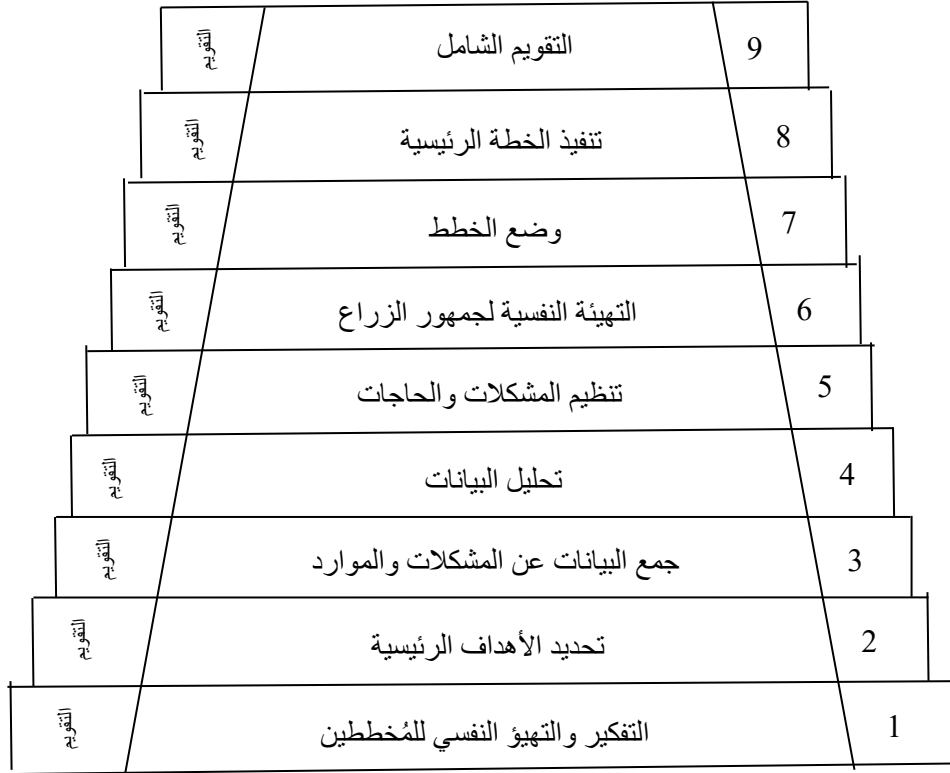 9 التقويم الشامل التقويم
8 تنفيذ الخطة الرئيسية التقويم
7 وضع الخطط التقويم
6 التهيئة النفسية لجمهور الزراع التقويم
5 تنظيم المشكلات والحاجات التقويم
4 تحليل البيانات التقويم
3 جمع البيانات عن المشكلات والموارد التقويم
2 تحديد الأهداف الرئيسية التقويم
1 التفكير والتهيؤ النفسي للمُخططين التقويم